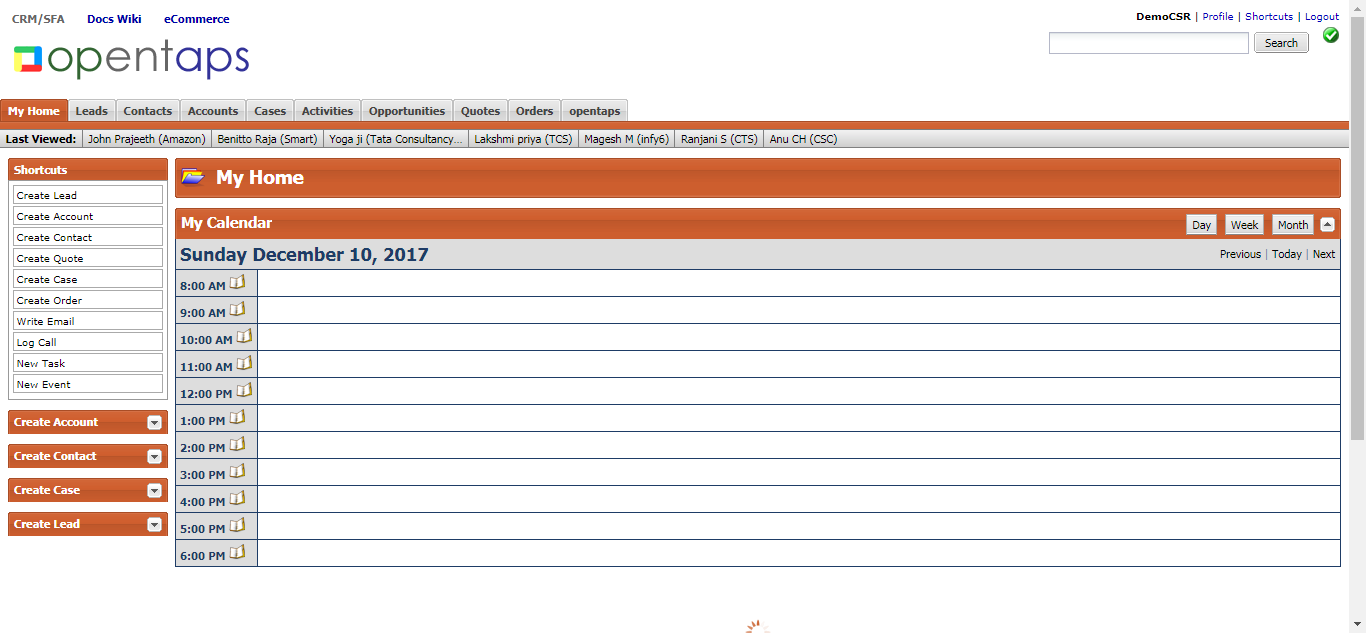 CRM/SFA Docs Wiki eCommerce
DemoCSR | Profile | Shortcuts | Logout
Search
opentaps
My Home Leads Contacts Accounts Cases Activities Opportunities Quotes Orders opentaps
Last Viewed: John Prajeeth (Amazon) Benitto Raja (Smart) Yoga ji (Tata Consultancy... Lakshmi priya (TCS) Magesh M (infy6) Ranjani S (CTS) Anu CH (CSC)
Shortcuts
Create Lead
Create Account
Create Contact
Create Quote
Create Case
Create Order
Write Email
Log Call
New Task
New Event
Create Account
Create Contact
Create Case
Create Lead
My Home
My Calendar
Day Week Month
Sunday December 10, 2017
Previous | Today | Next
8:00 AM
9:00 AM
10:00 AM
11:00 AM
12:00 PM
1:00 PM
2:00 PM
3:00 PM
4:00 PM
5:00 PM
6:00 PM